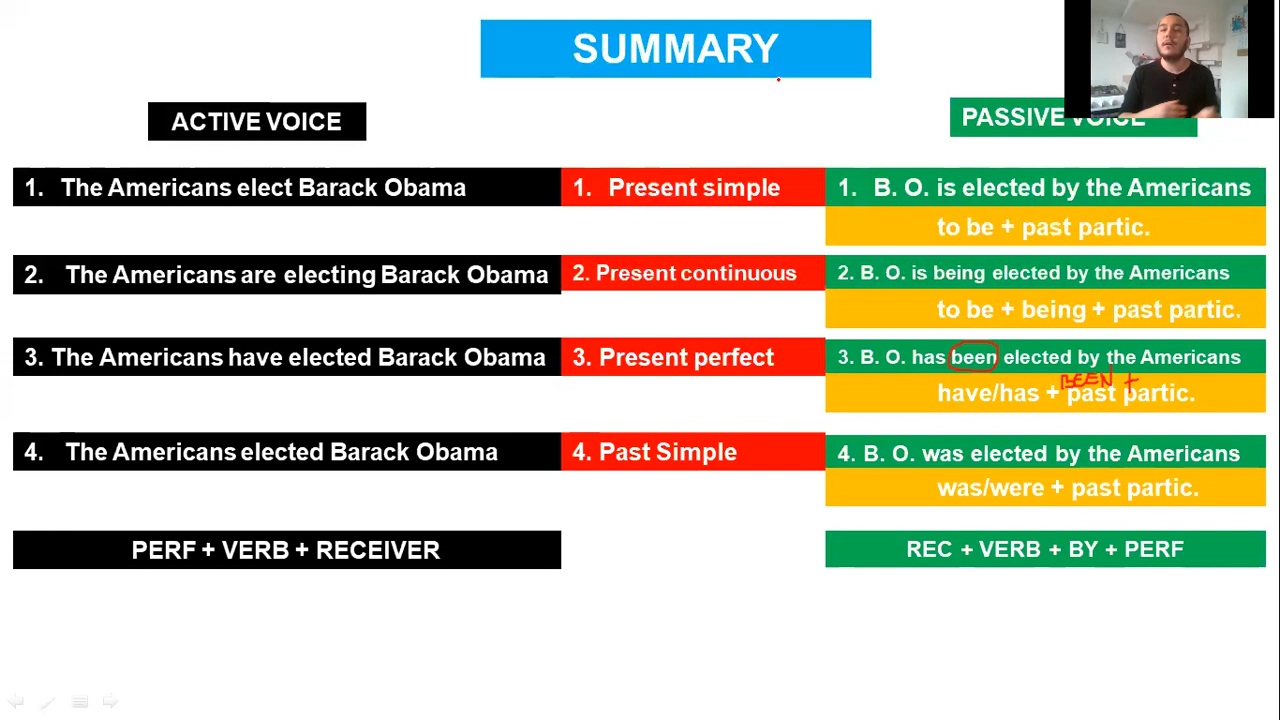 SUMMARY
ACTIVE VOICE
PASSIVE VOICE
1. The Americans elect Barack Obama
1. Present simple
1. B. O. is elected by the Americans
to be + past partic.
2. The Americans are electing Barack Obama
2. Present continuous
2. B. O. is being elected by the Americans
to be + being + past partic.
3. The Americans have elected Barack Obama
3. Present perfect
3. B. O. has been elected by the Americans
BEEN +
have/has + past partic.
4. The Americans elected Barack Obama
4. Past Simple
4. B. O. was elected by the Americans
was/were + past partic.
PERF + VERB + RECEIVER
REC + VERB + BY + PERF